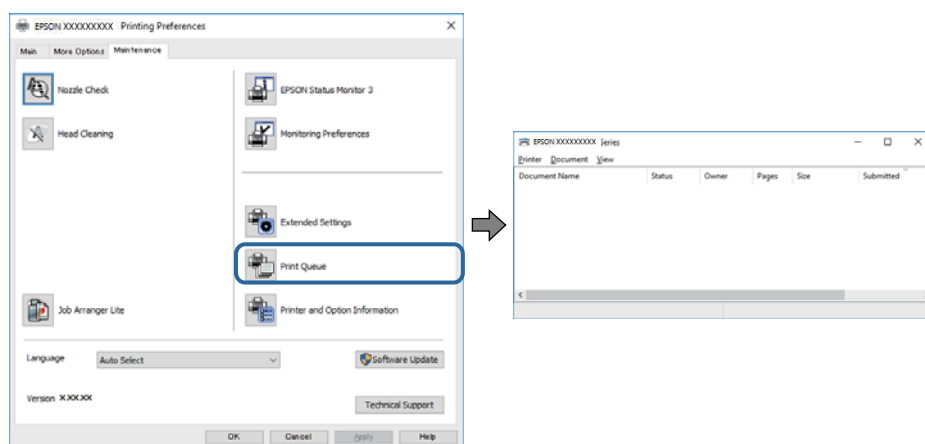 EPSON XXXXXXXXX Printing Preferences
Main More Options Maintenance
Nozzle Check
EPSON Status Monitor 3
Head Cleaning
Monitoring Preferences
Extended Settings
Print Queue
Job Arranger Lite
Printer and Option Information
Language Auto Select
Software Update
Version X.XX.XX
Technical Support
OK Cancel Apply Help
EPSON XXXXXXXXX Series
Printer Document View
Document Name Status Owner Pages Size Submitted